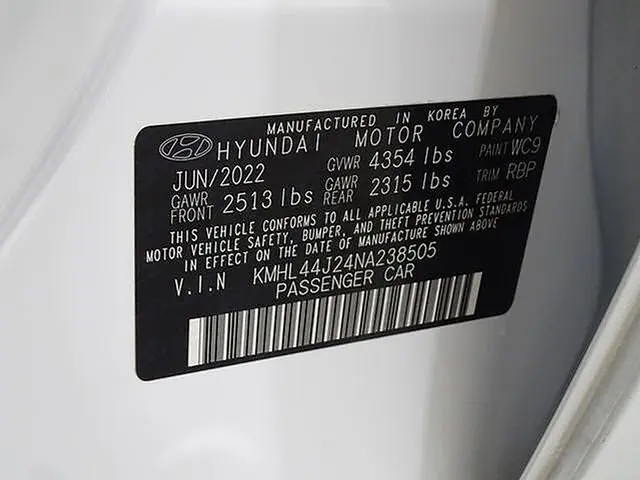 MANUFACTURED IN KOREA BY
HYUNDAI MOTOR COMPANY
JUN/2022 GVWR 4354 lbs PAINT WC9
GAWR FRONT 2513 lbs GAWR REAR 2315 lbs TRIM RBP
THIS VEHICLE CONFORMS TO ALL APPLICABLE U.S.A. FEDERAL
MOTOR VEHICLE SAFETY, BUMPER, AND THEFT PREVENTION STANDARDS
IN EFFECT ON THE DATE OF MANUFACTURE SHOWN ABOVE
V.I.N KMHL44J24NA238505
PASSENGER CAR